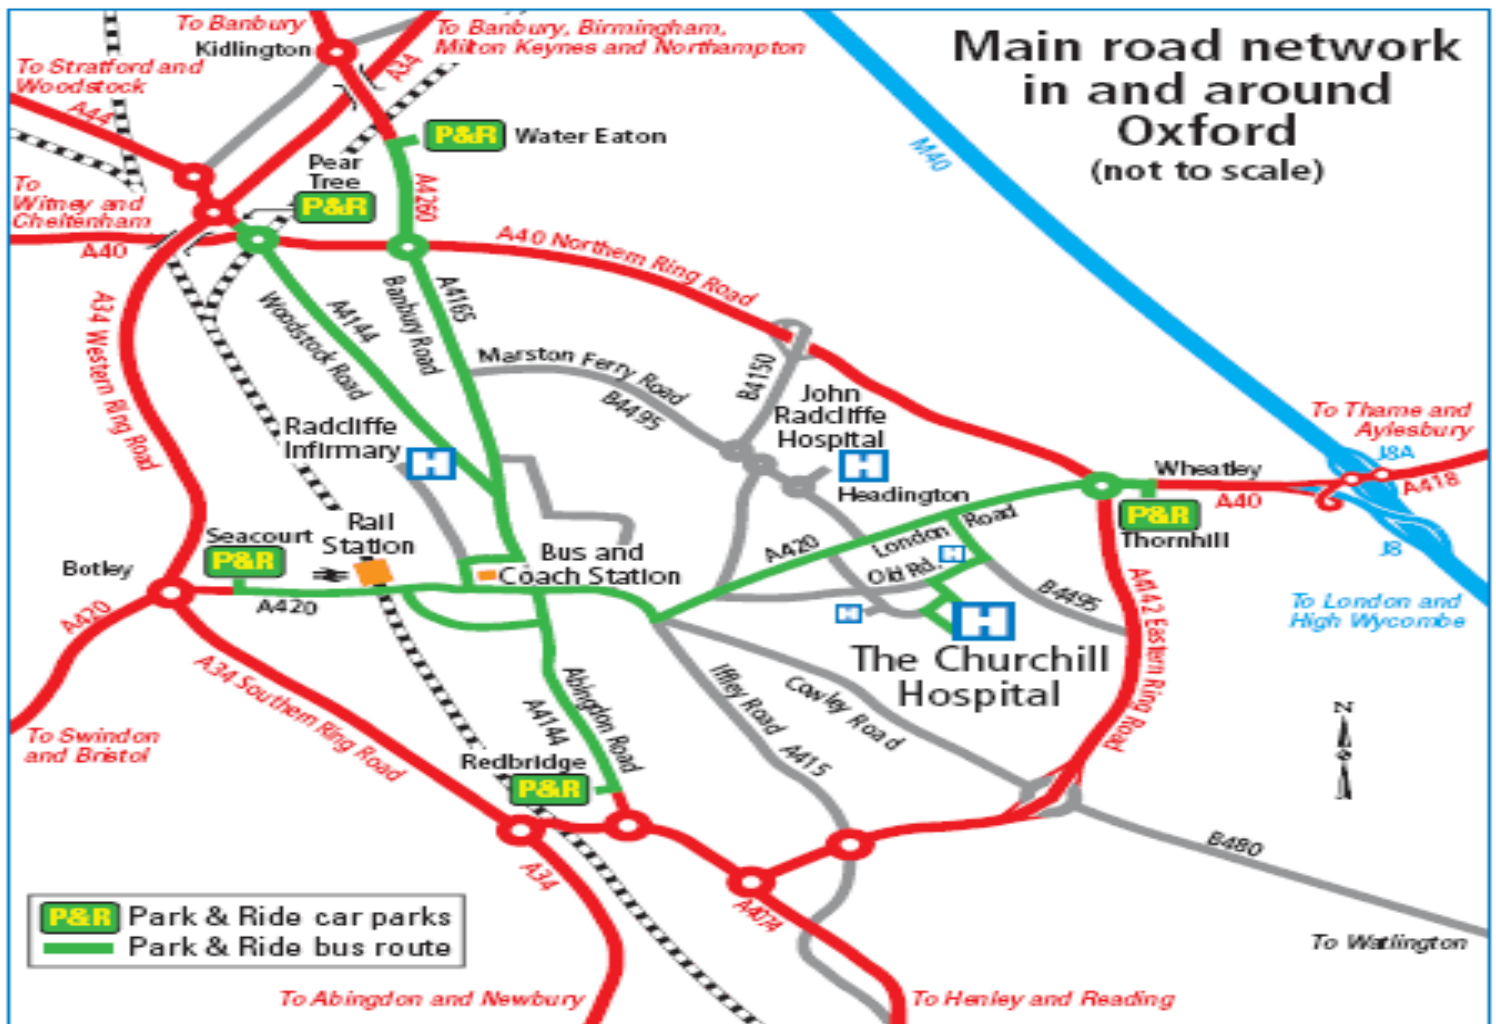 Main road network
in and around
Oxford
(not to scale)
To Banbury
Kidlington
To Banbury, Birmingham,
Milton Keynes and Northampton
A34
To Stratford and
Woodstock
A44
P&R Water Eaton
M40
Pear
Tree
P&R
A4260
To
Witney and
Cheltenham
A40
A40 Northern Ring Road
A34 Western Ring Road
Woodstock Road
A4144
Banbury Road
A4165
Marston Ferry Road
B4495
B4150
John
Radcliffe
Hospital
H
Headington
Radcliffe
Infirmary
H
To Thame and
Aylesbury
J8A
A418
Wheatley
A40
P&R
Thornhill
J8
To London and
High Wycombe
Seacourt
P&R
Rail
Station
Bus and
Coach Station
Botley
A420
A420
A420
London Road
Old Rd.
H
H
H
B4495
A4142 Eastern Ring Road
The Churchill
Hospital
A34 Southern Ring Road
To Swindon
and Bristol
Abingdon Road
A4144
Iffley Road A415
Cowley Road
N
Redbridge
P&R
A34
A4074
B480
To Watlington
P&R Park & Ride car parks
Park & Ride bus route
To Abingdon and Newbury
To Henley and Reading